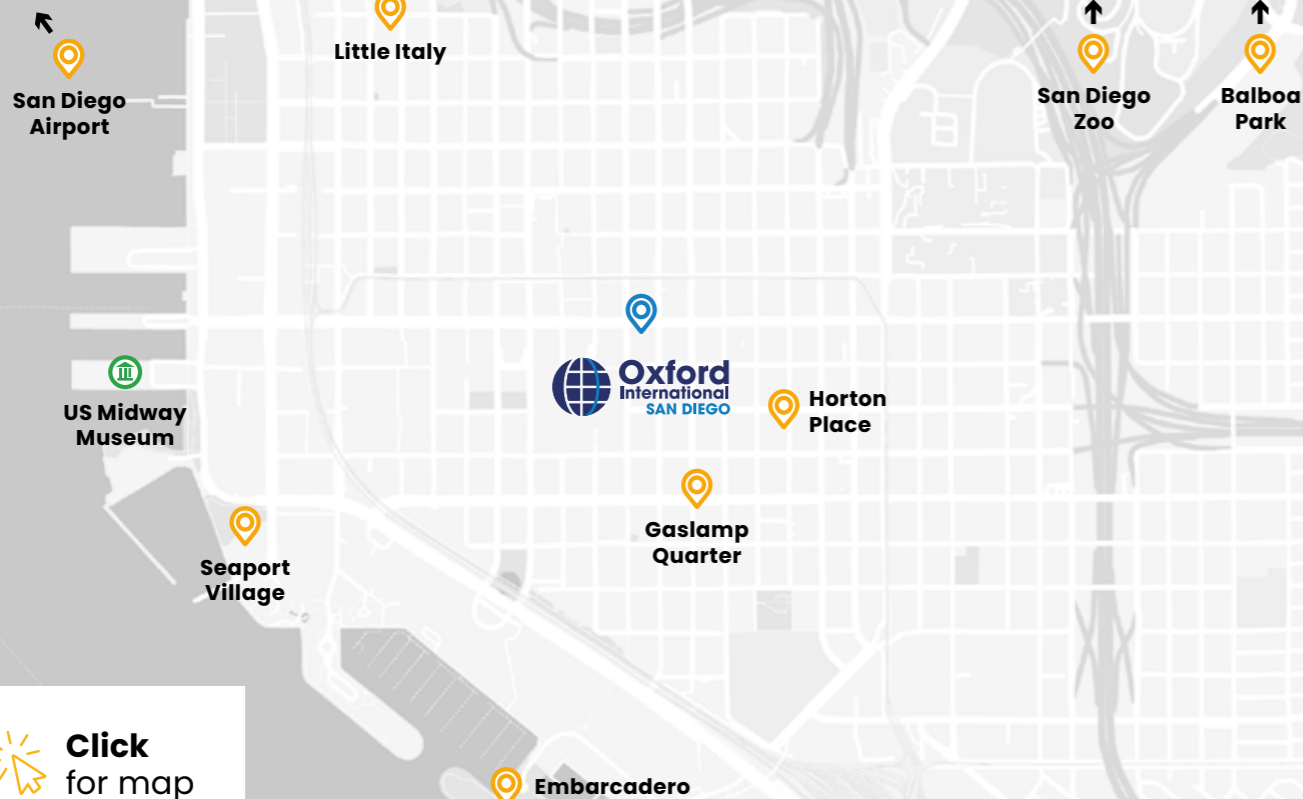 Little Italy
San Diego
Airport
San Diego
Zoo
Balboa
Park
Oxford
International
SAN DIEGO
Horton
Place
US Midway
Museum
Gaslamp
Quarter
Seaport
Village
Click
for map
Embarcadero